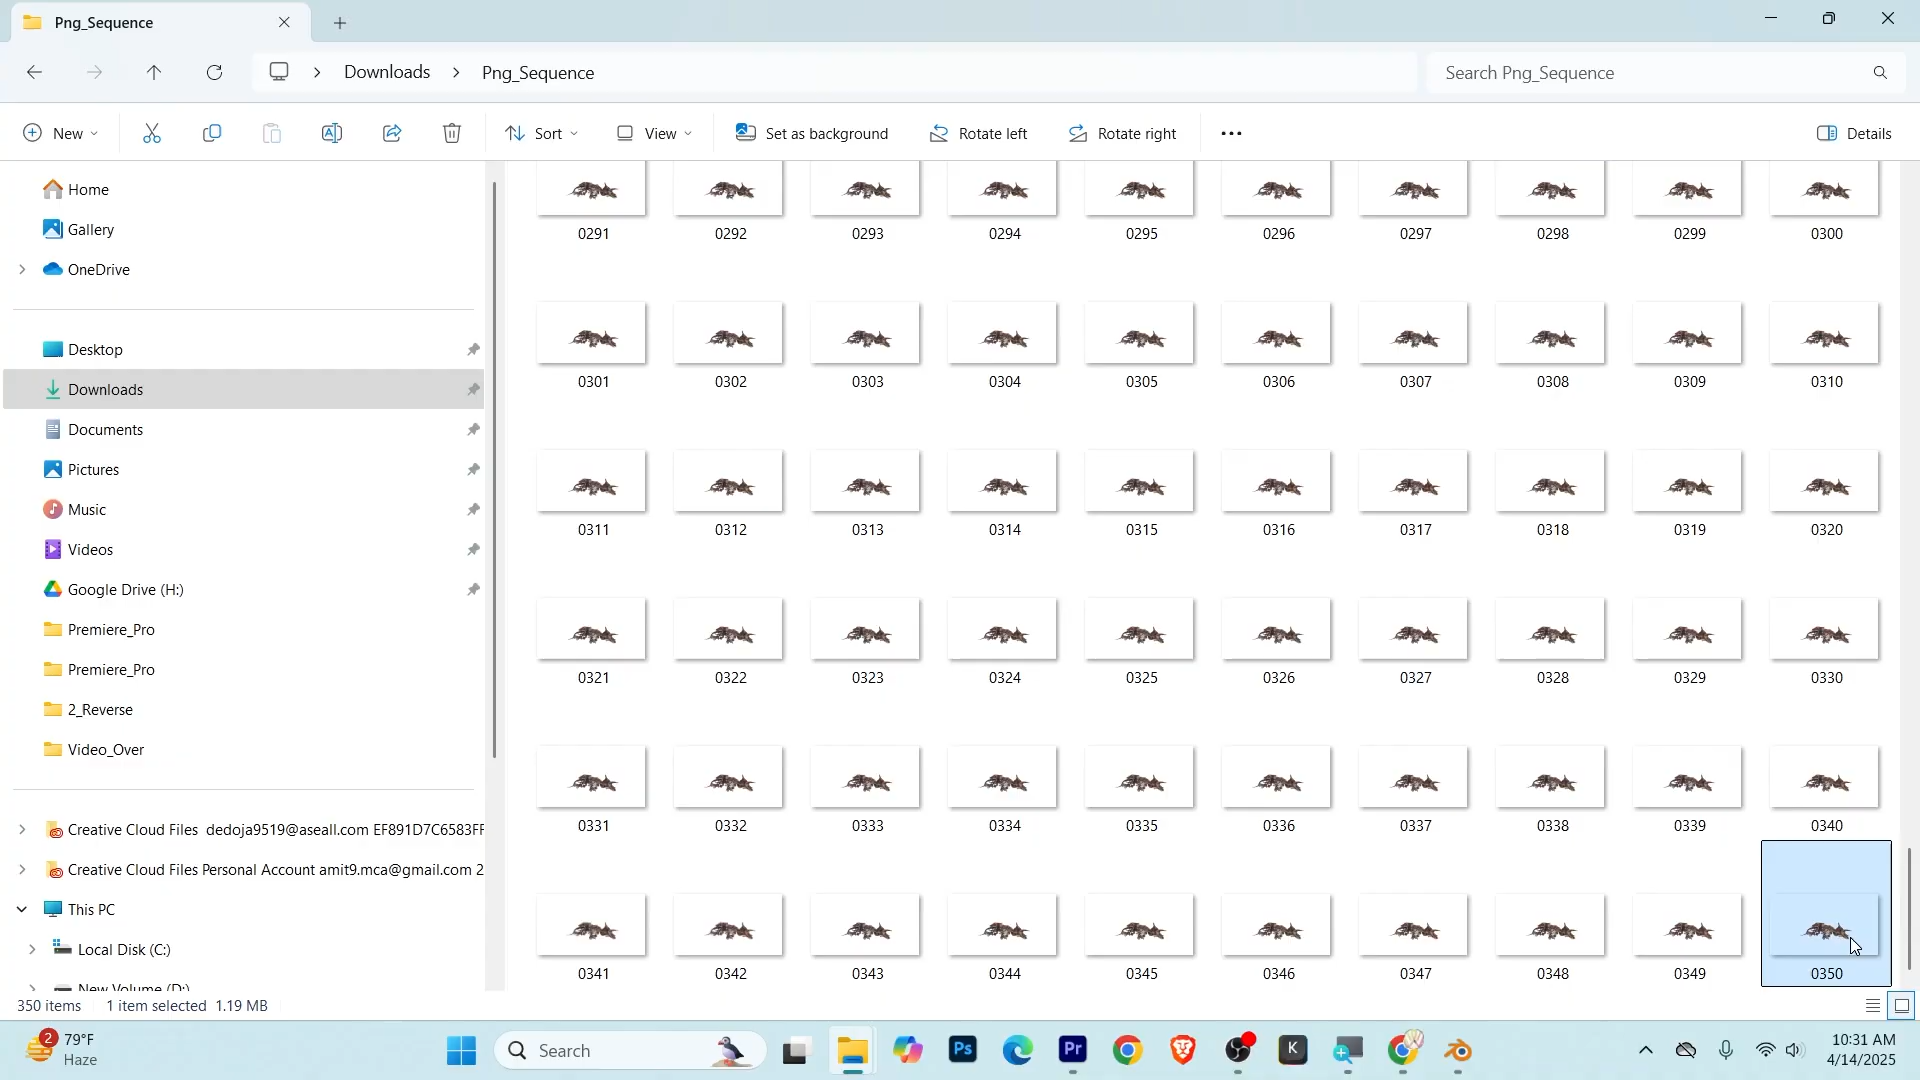 Png_Sequence
Downloads Png_Sequence
Search Png_Sequence
New Sort View Set as background Rotate left Rotate right Details
Home
Gallery
OneDrive
Desktop
Downloads
Documents
Pictures
Music
Videos
Google Drive (H:)
Premiere_Pro
Premiere_Pro
2_Reverse
Video_Over
Creative Cloud Files dedoja9519@aseall.com EF891D7C6583FF
Creative Cloud Files Personal Account amit9.mca@gmail.com 2
This PC
Local Disk (C:)
New Volume (D:)
0291 0292 0293 0294 0295 0296 0297 0298 0299 0300
0301 0302 0303 0304 0305 0306 0307 0308 0309 0310
0311 0312 0313 0314 0315 0316 0317 0318 0319 0320
0321 0322 0323 0324 0325 0326 0327 0328 0329 0330
0331 0332 0333 0334 0335 0336 0337 0338 0339 0340
0341 0342 0343 0344 0345 0346 0347 0348 0349 0350
350 items 1 item selected 1.19 MB
2 79°F
Haze
Search
Ps
Pr
K
10:31 AM
4/14/2025